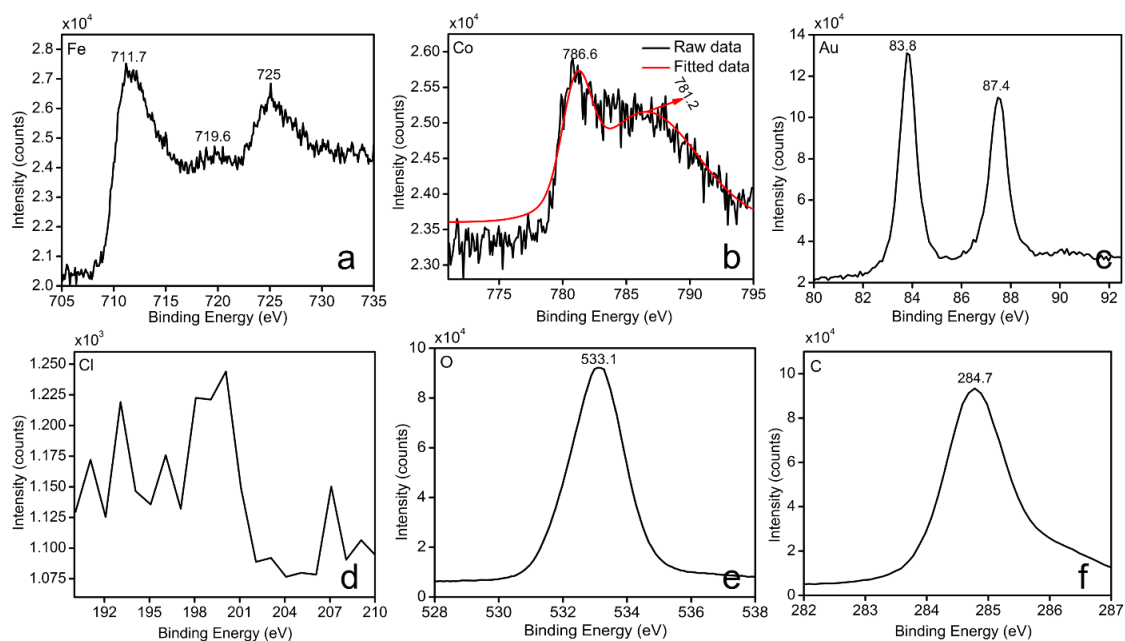 x10⁴
Fe
711.7
725
719.6
2.8
2.7
2.6
2.5
2.4
2.3
2.2
2.1
2.0
Intensity (counts)
705 710 715 720 725 730 735
Binding Energy (eV)
a
x10⁴
Co
786.6
Raw data
Fitted data
781.2
2.60
2.55
2.50
2.45
2.40
2.35
2.30
Intensity (counts)
775 780 785 790 795
Binding Energy (eV)
b
x10⁴
Au
83.8
87.4
14
12
10
8
6
4
2
Intensity (counts)
80 82 84 86 88 90 92
Binding Energy (eV)
c
x10³
Cl
1.2500
1.2250
1.2000
1.1750
1.1500
1.1250
1.1000
1.0750
Intensity (counts)
192 195 198 201 204 207 210
Binding Energy (eV)
d
x10⁴
O
533.1
10
8
6
4
2
0
Intensity (counts)
528 530 532 534 536 538
Binding Energy (eV)
e
x10⁴
C
284.7
10
8
6
4
2
0
Intensity (counts)
282 283 284 285 286 287
Binding Energy (eV)
f